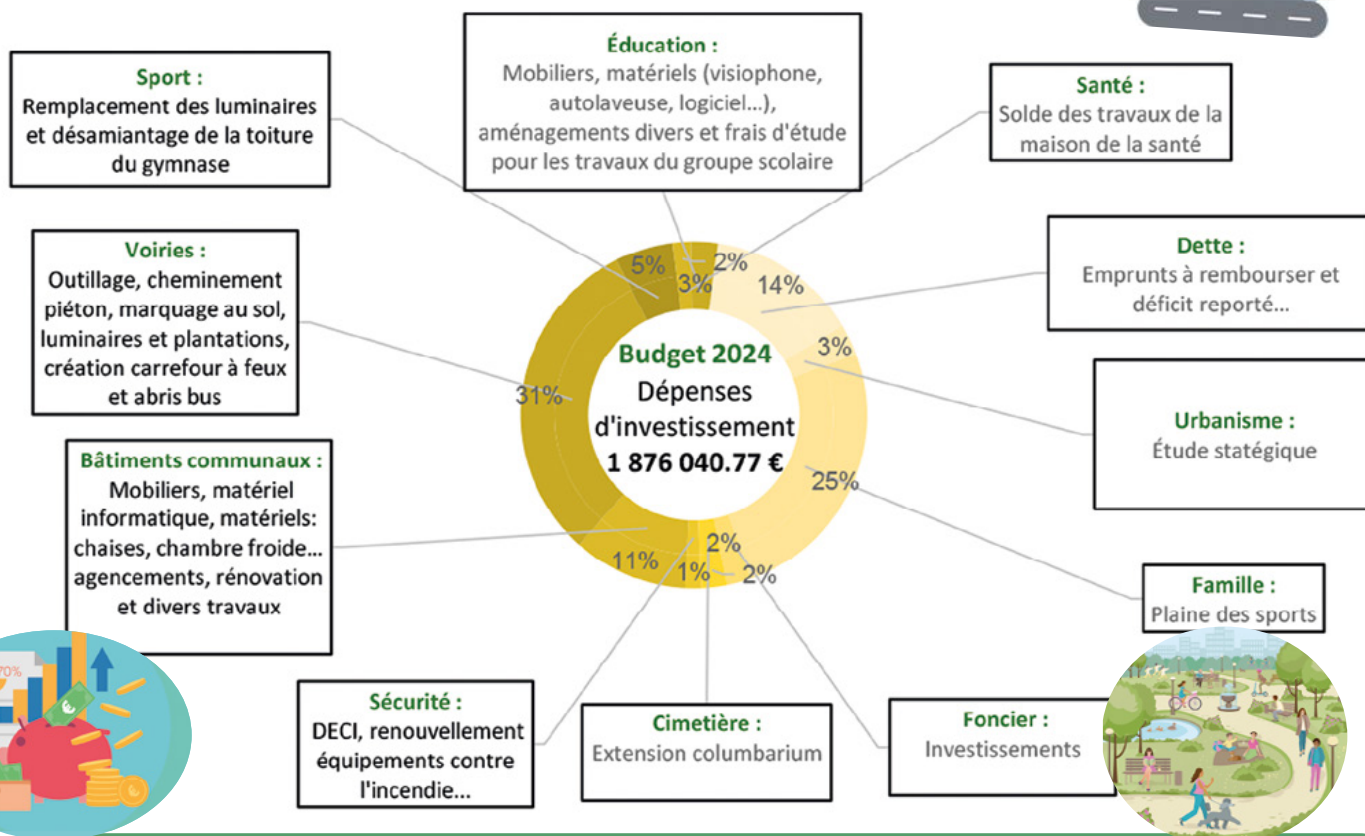 Éducation :
Mobiliers, matériels (visiophone,
autolaveuse, logiciel...),
aménagements divers et frais d'étude
pour les travaux du groupe scolaire
Sport :
Remplacement des luminaires
et désamiantage de la toiture
du gymnase
Santé :
Solde des travaux de la
maison de la santé
Voiries :
Outillage, cheminement
piéton, marquage au sol,
luminaires et plantations,
création carrefour à feux
et abris bus
Dette :
Emprunts à rembourser et
déficit reporté...
5%
3%
2%
14%
3%
31%
25%
11%
1%
2%
2%
Budget 2024
Dépenses
d'investissement
1 876 040.77 €
Urbanisme :
Étude statégique
Bâtiments communaux :
Mobiliers, matériel
informatique, matériels:
chaises, chambre froide...
agencements, rénovation
et divers travaux
Famille :
Plaine des sports
Sécurité :
DECI, renouvellement
équipements contre
l'incendie...
Cimetière :
Extension columbarium
Foncier :
Investissements
70%
€
€